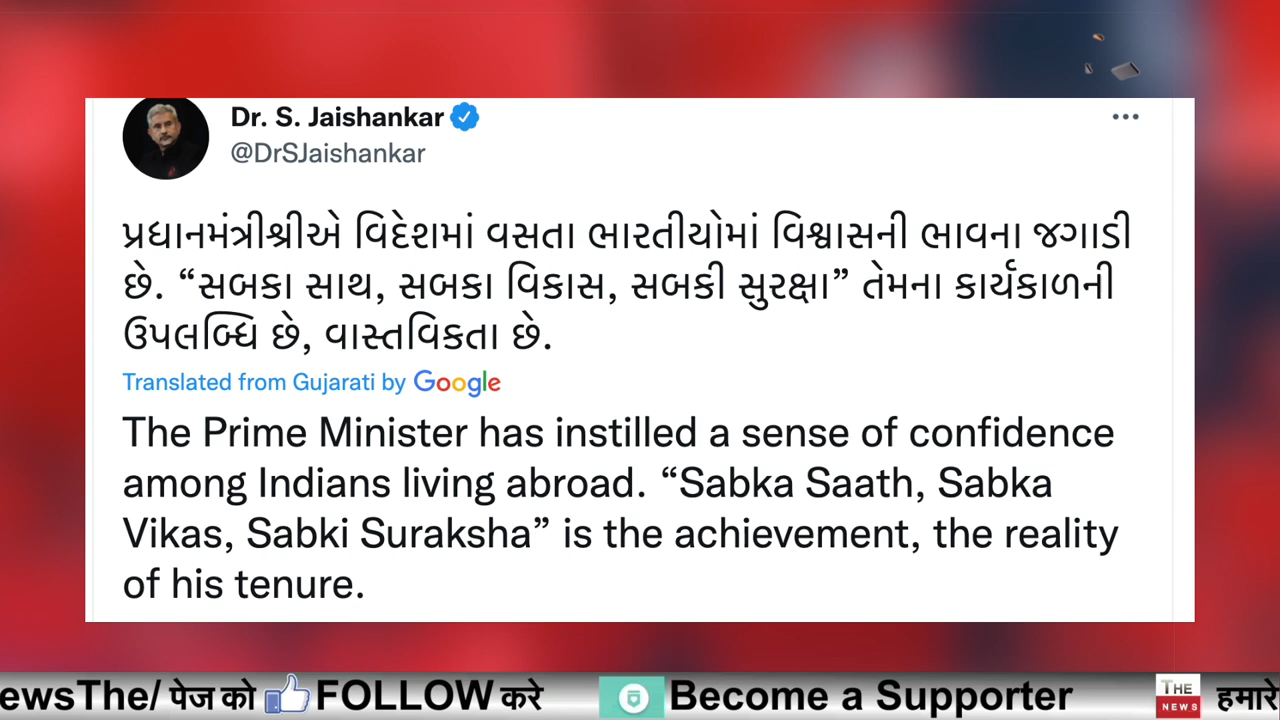 Dr. S. Jaishankar
@DrSJaishankar
પ્રધાનમંત્રીશ્રીએ વિદેશમાં વસતા ભારતીયોમાં વિશ્વાસની ભાવના જગાડી
છે. “સબકા સાથ, સબકા વિકાસ, સબકી સુરક્ષા” તેમના કાર્યકાળની
ઉપલબ્ધિ છે, વાસ્તવિકતા છે.
Translated from Gujarati by Google
The Prime Minister has instilled a sense of confidence
among Indians living abroad. “Sabka Saath, Sabka
Vikas, Sabki Suraksha” is the achievement, the reality
of his tenure.
ewsThe/ पेज को FOLLOW करे Become a Supporter THE NEWS हमारे